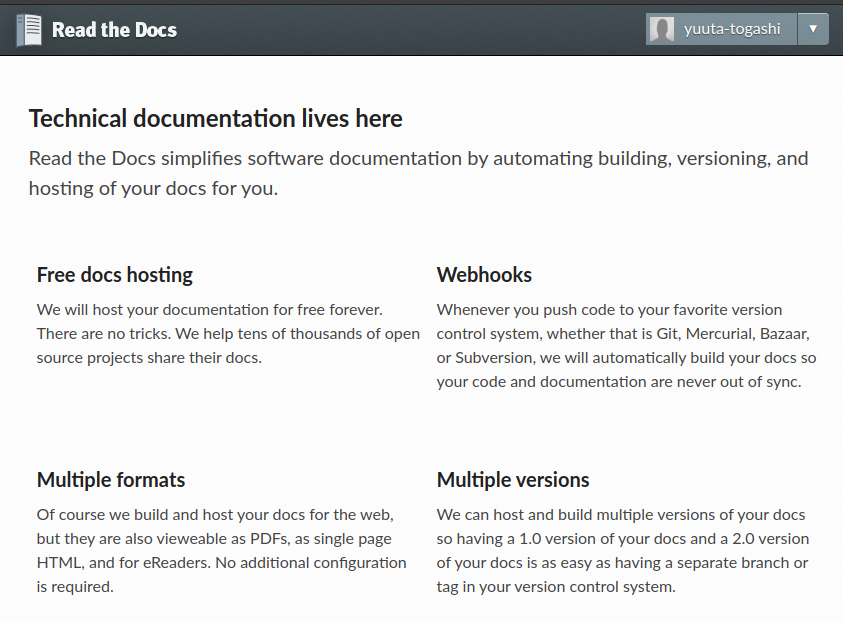 Read the Docs
yuuta-togashi
Technical documentation lives here
Read the Docs simplifies software documentation by automating building, versioning, and
hosting of your docs for you.
Free docs hosting
We will host your documentation for free forever.
There are no tricks. We help tens of thousands of open
source projects share their docs.
Webhooks
Whenever you push code to your favorite version
control system, whether that is Git, Mercurial, Bazaar,
or Subversion, we will automatically build your docs so
your code and documentation are never out of sync.
Multiple formats
Of course we build and host your docs for the web,
but they are also vieweable as PDFs, as single page
HTML, and for eReaders. No additional configuration
is required.
Multiple versions
We can host and build multiple versions of your docs
so having a 1.0 version of your docs and a 2.0 version
of your docs is as easy as having a separate branch or
tag in your version control system.